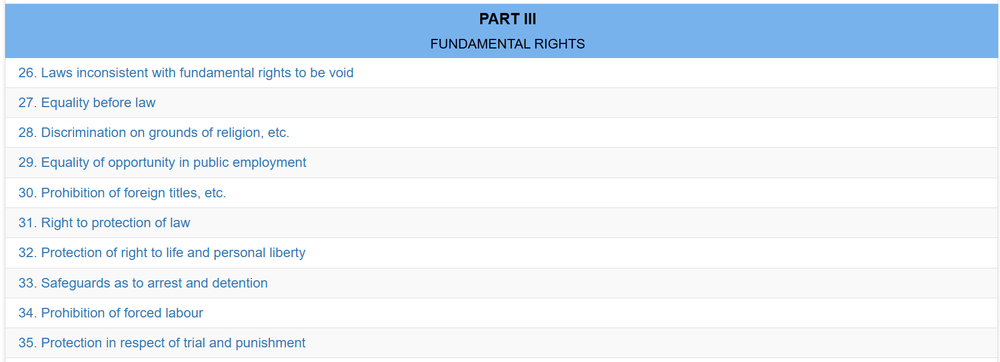 PART III
FUNDAMENTAL RIGHTS
26. Laws inconsistent with fundamental rights to be void
27. Equality before law
28. Discrimination on grounds of religion, etc.
29. Equality of opportunity in public employment
30. Prohibition of foreign titles, etc.
31. Right to protection of law
32. Protection of right to life and personal liberty
33. Safeguards as to arrest and detention
34. Prohibition of forced labour
35. Protection in respect of trial and punishment